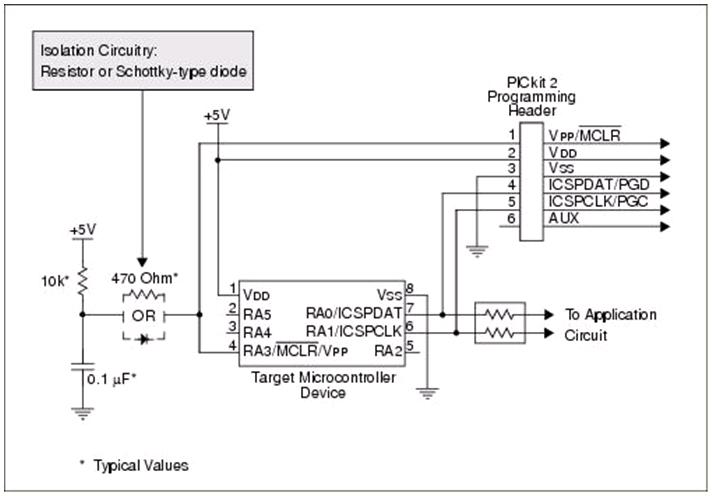 Isolation Circuitry:
Resistor or Schottky-type diode
PICkit 2
Programming
Header
+5V
1 VPP/MCLR
2 VDD
3 VSS
4 ICSPDAT/PGD
5 ICSPCLK/PGC
6 AUX
+5V
10k*
470 Ohm*
OR
0.1 µF*
1 VDD
2 RA5
3 RA4
4 RA3/MCLR/VPP
VSS 8
RA0/ICSPDAT 7
RA1/ICSPCLK 6
RA2 5
Target Microcontroller
Device
To Application
Circuit
* Typical Values